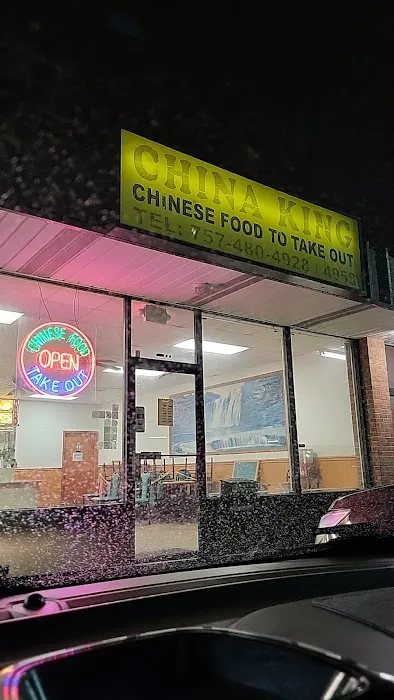 CHINA KING
CHINESE FOOD TO TAKE OUT
TEL: 757-480-4928 / 4958
CHINESE FOOD
OPEN
TAKE OUT